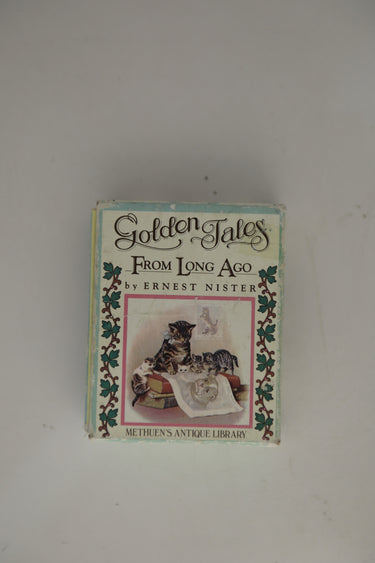 Golden Tales
FROM LONG AGO
by ERNEST NISTER
METHUEN'S ANTIQUE LIBRARY